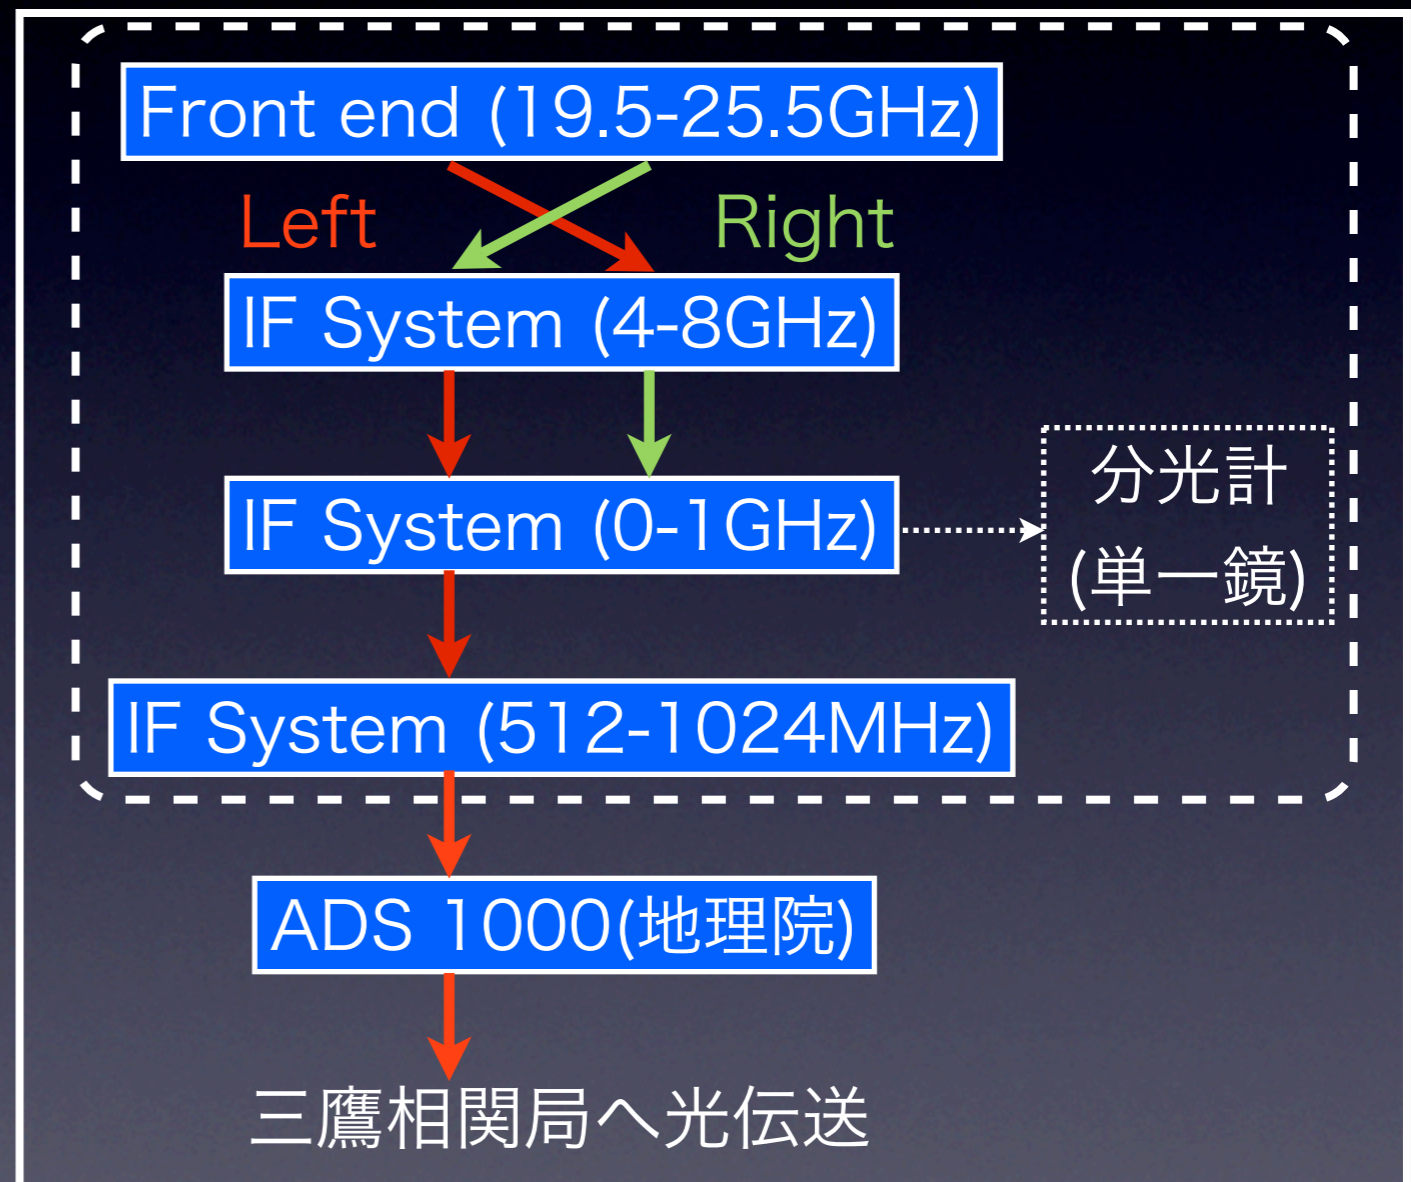 Front end (19.5-25.5GHz)
Left
Right
IF System (4-8GHz)
IF System (0-1GHz)
分光計
(単一鏡)
IF System (512-1024MHz)
ADS 1000(地理院)
三鷹相関局へ光伝送